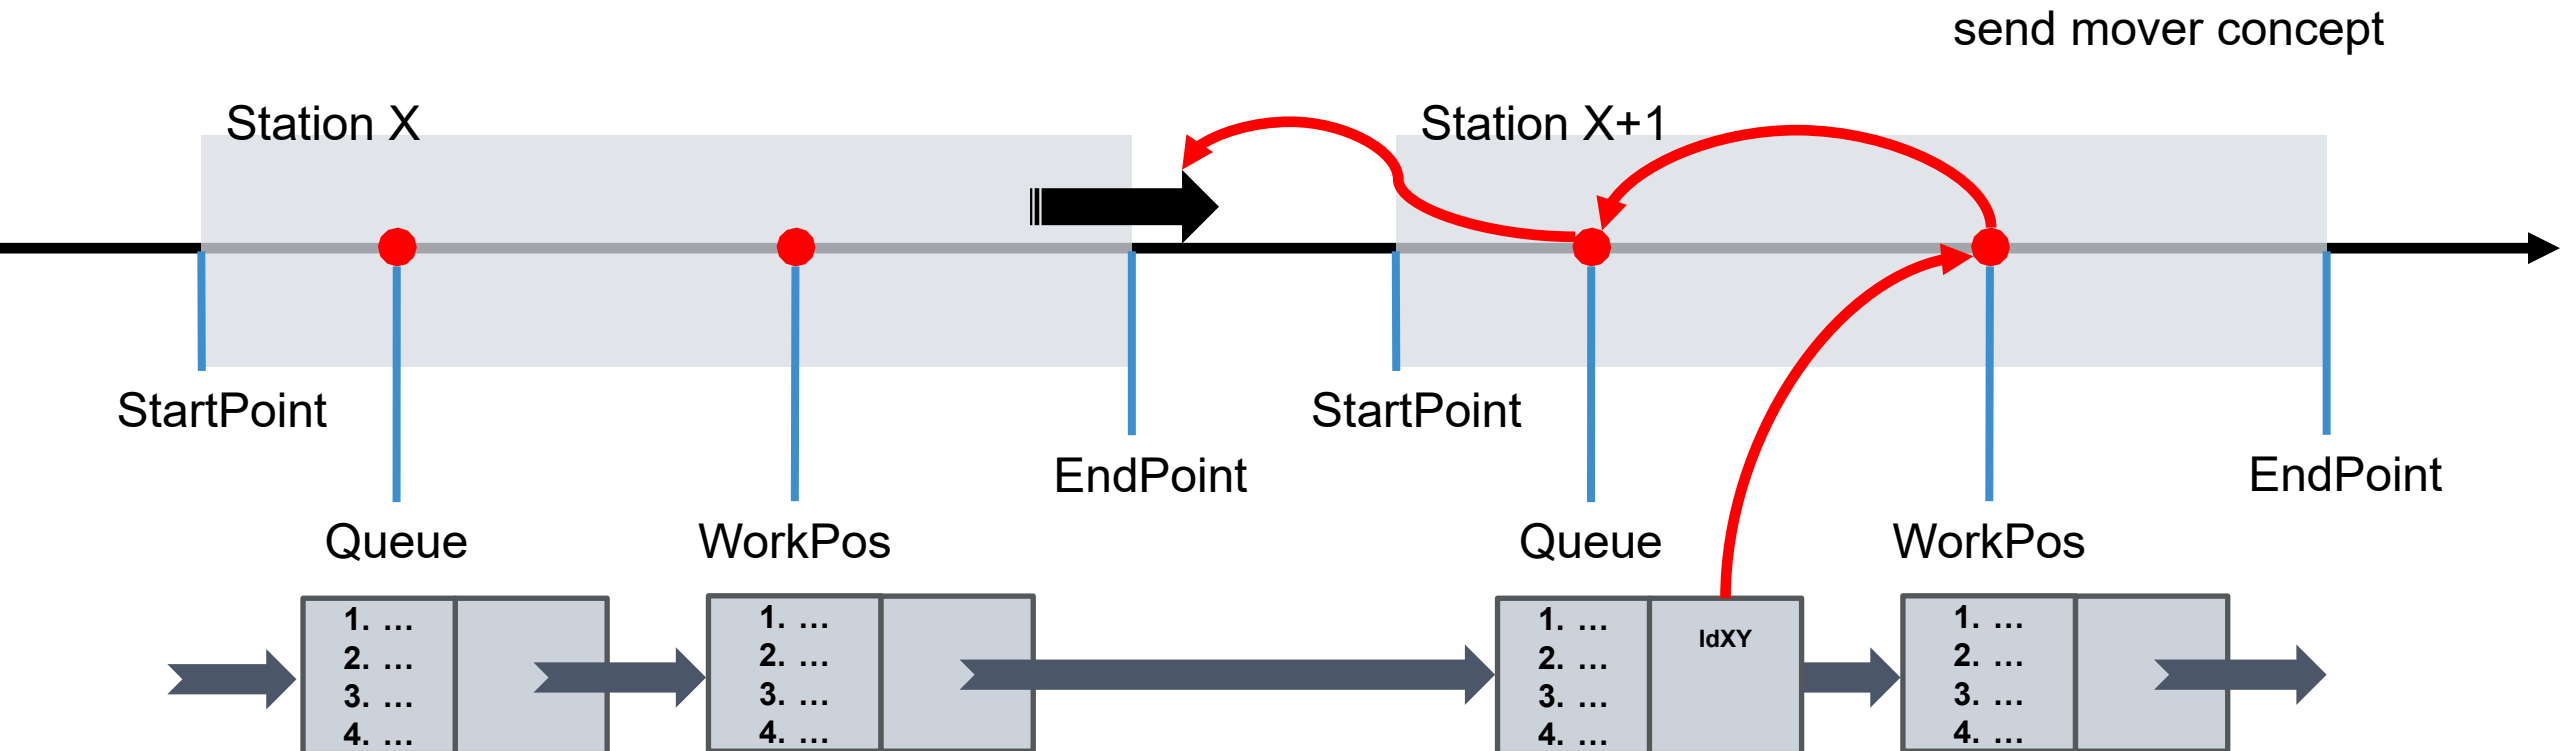 send mover concept
Station X
Station X+1
StartPoint
StartPoint
EndPoint
EndPoint
Queue
WorkPos
Queue
WorkPos
1. ...
2. ...
3. ...
4. ...
1. ...
2. ...
3. ...
4. ...
1. ...
2. ...
3. ...
4. ...
IdXY
1. ...
2. ...
3. ...
4. ...